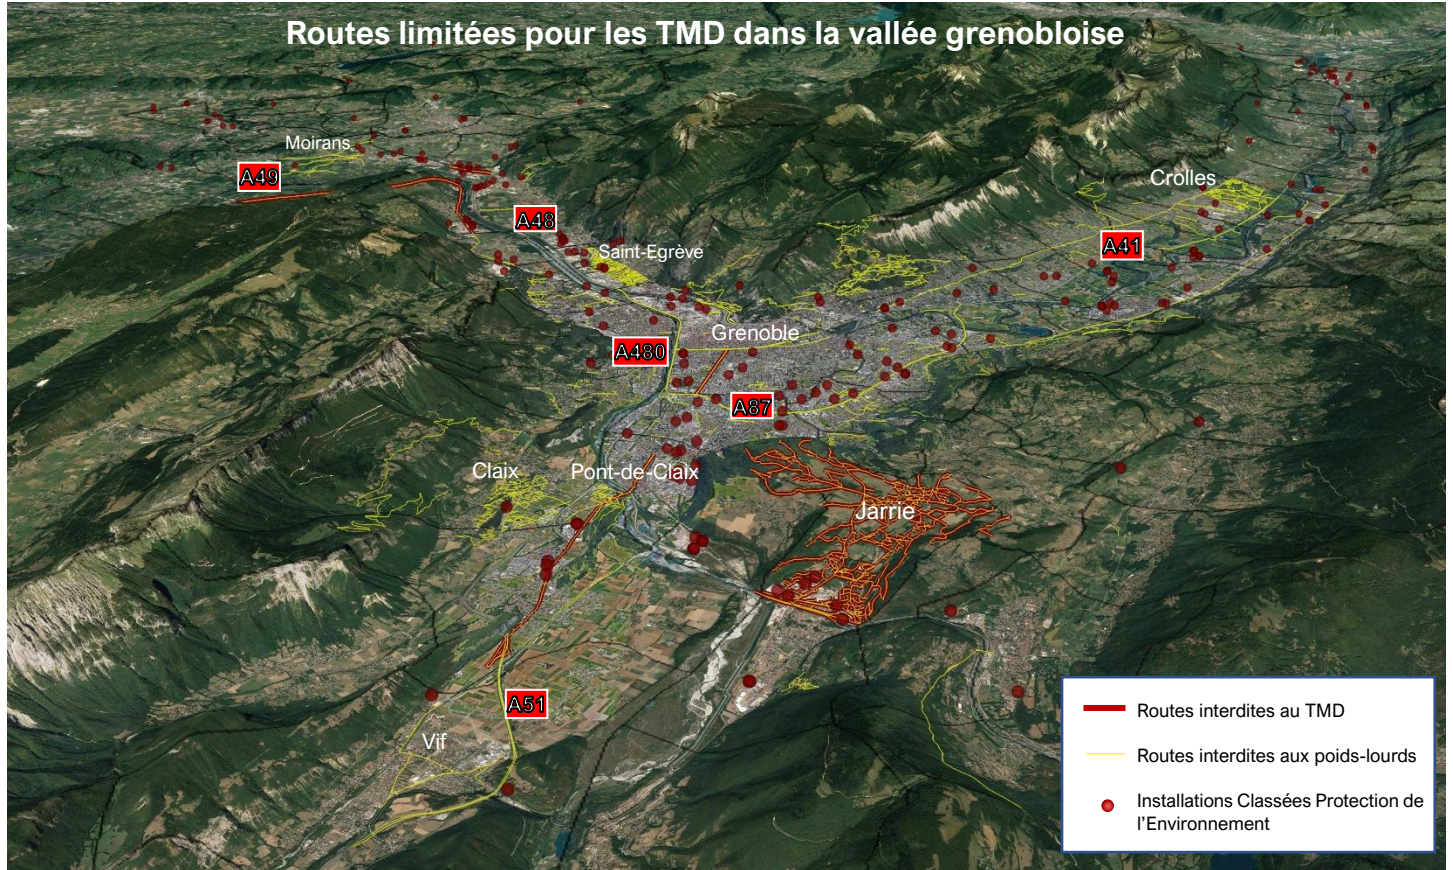 Routes limitées pour les TMD dans la vallée grenobloise
Moirans
A49
Crolles
A48
A41
Saint-Egrève
Grenoble
A480
A87
Claix
Pont-de-Claix
Jarrie
A51
Vif
Routes interdites au TMD
Routes interdites aux poids-lourds
Installations Classées Protection de
l'Environnement